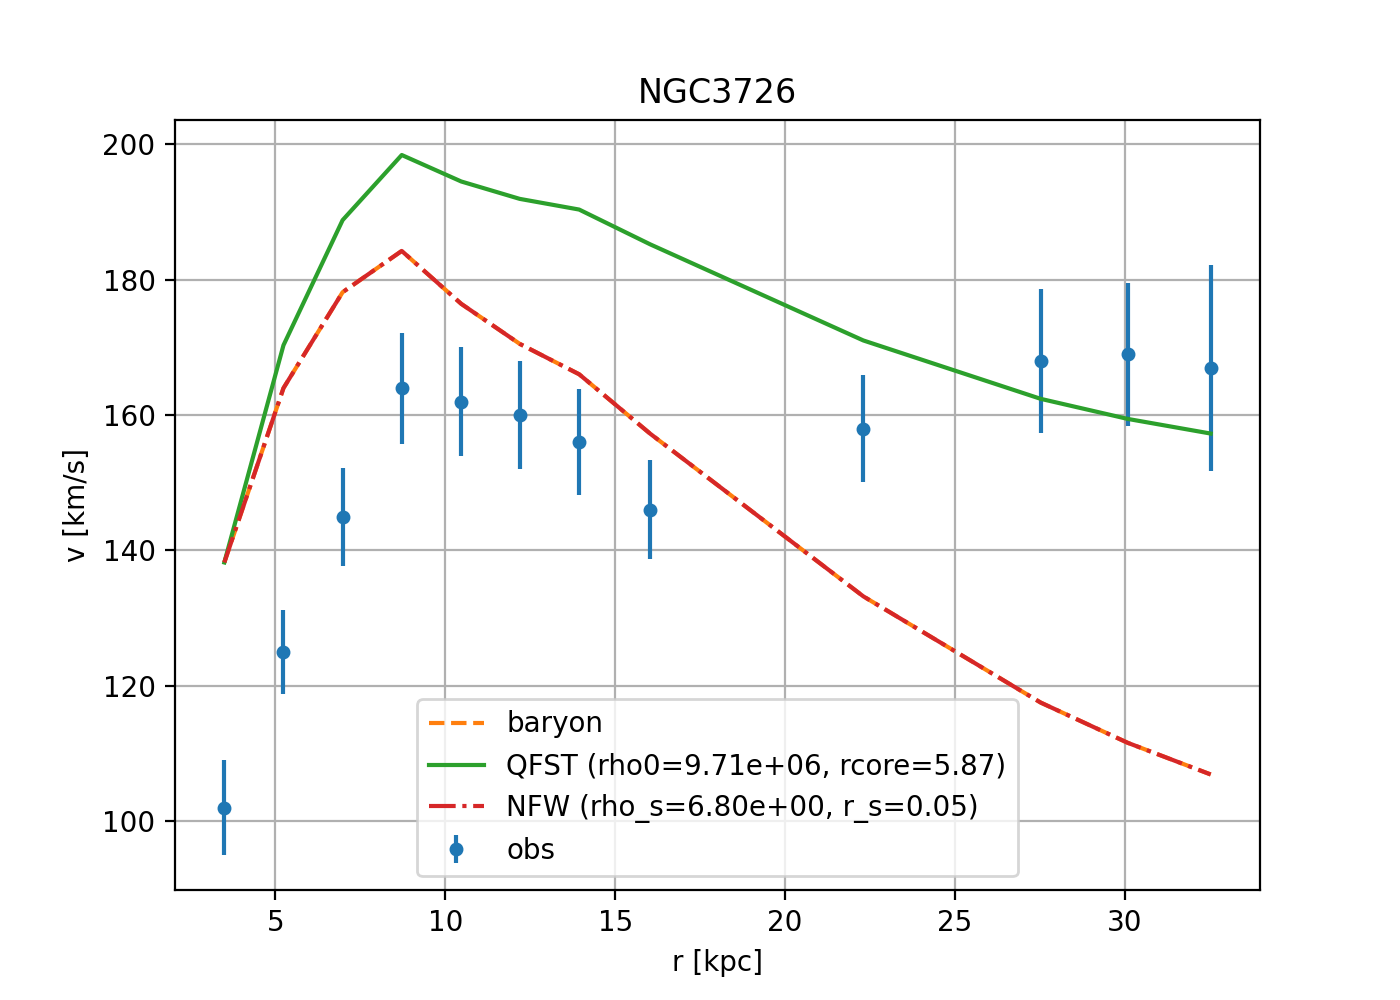 NGC3726
200
180
160
140
120
100
v [km/s]
baryon
QFST (rho0=9.71e+06, rcore=5.87)
NFW (rho_s=6.80e+00, r_s=0.05)
obs
5
10
15
20
25
30
r [kpc]